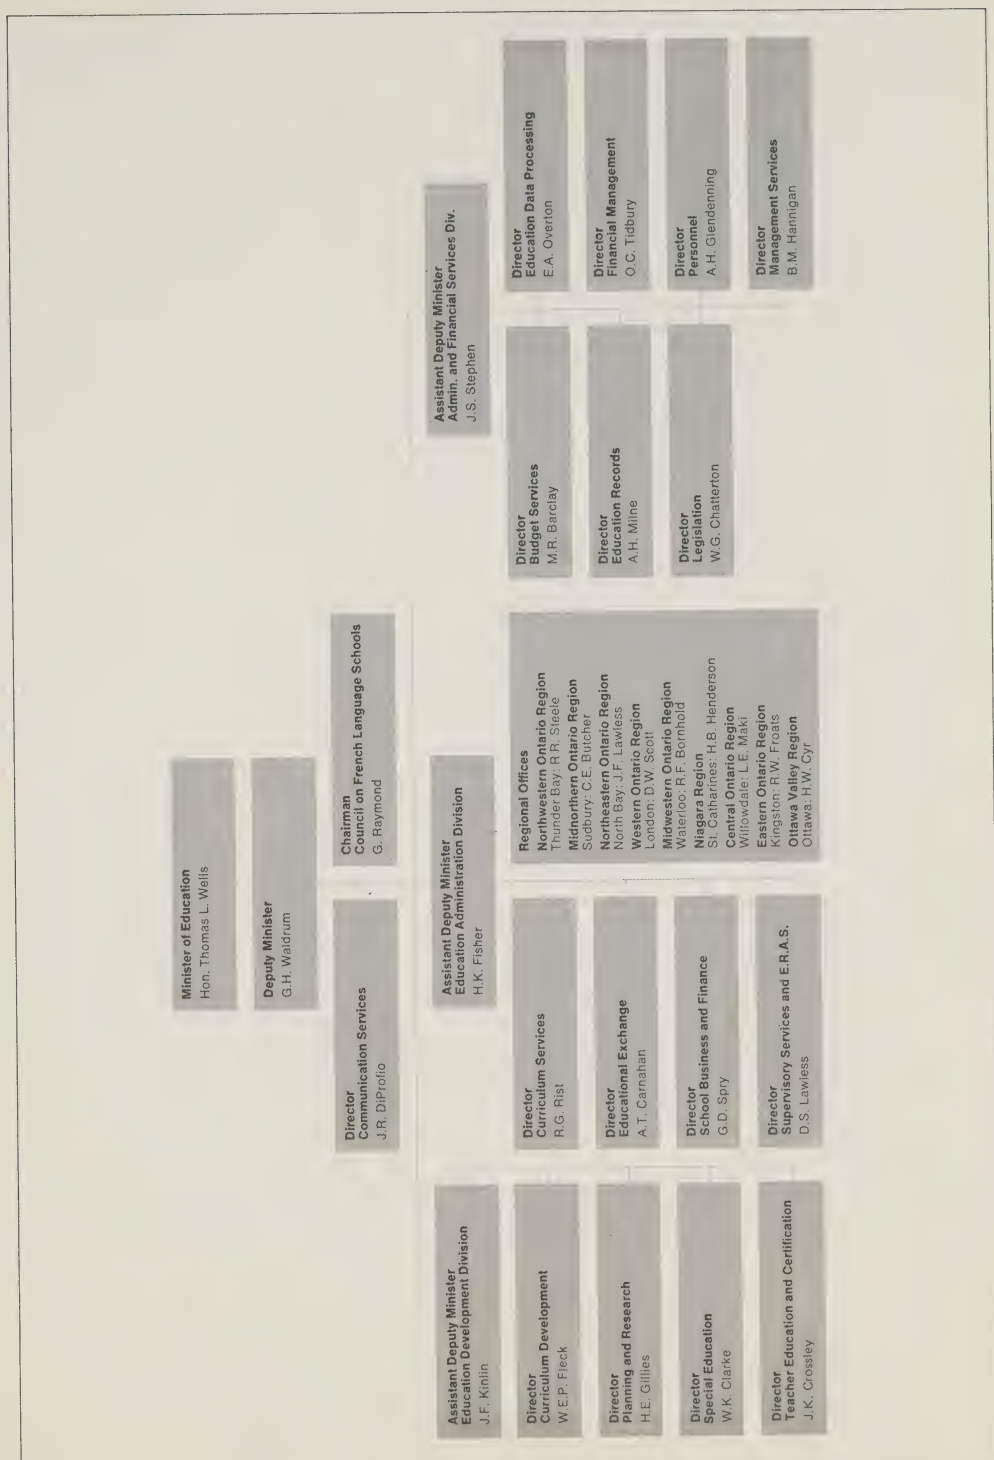 Minister of Education
Hon. Thomas L. Wells
Deputy Minister
G.H. Waldrum
Director
Communication Services
J.R. DiProfio
Chairman
Council on French Language Schools
G. Raymond
Assistant Deputy Minister
Education Development Division
J.F. Kinlin
Director
Curriculum Development
W.E.P. Fleck
Director
Planning and Research
H.E. Gillies
Director
Special Education
W.K. Clarke
Director
Teacher Education and Certification
J.K. Crossley
Assistant Deputy Minister
Education Administration Division
H.K. Fisher
Director
Curriculum Services
R.G. Rist
Director
Educational Exchange
A.T. Carnahan
Director
School Business and Finance
G.D. Spry
Director
Supervisory Services and E.R.A.S.
D.S. Lawless
Regional Offices
Northwestern Ontario Region
Thunder Bay: R.R. Steele
Midnorthern Ontario Region
Sudbury: C.E. Butcher
Northeastern Ontario Region
North Bay: J.F. Lawless
Western Ontario Region
London: D.W. Scott
Midwestern Ontario Region
Waterloo: R.F. Bornhold
Niagara Region
St. Catharines: H.B. Henderson
Central Ontario Region
Willowdale: L.E. Maki
Eastern Ontario Region
Kingston: R.W. Froats
Ottawa Valley Region
Ottawa: H.W. Cyr
Assistant Deputy Minister
Admin. and Financial Services Div.
J.S. Stephen
Director
Budget Services
M.R. Barclay
Director
Education Records
A.H. Milne
Director
Legislation
W.G. Chatterton
Director
Education Data Processing
E.A. Overton
Director
Financial Management
O.C. Tidbury
Director
Personnel
A.H. Glendenning
Director
Management Services
B.M. Hannigan